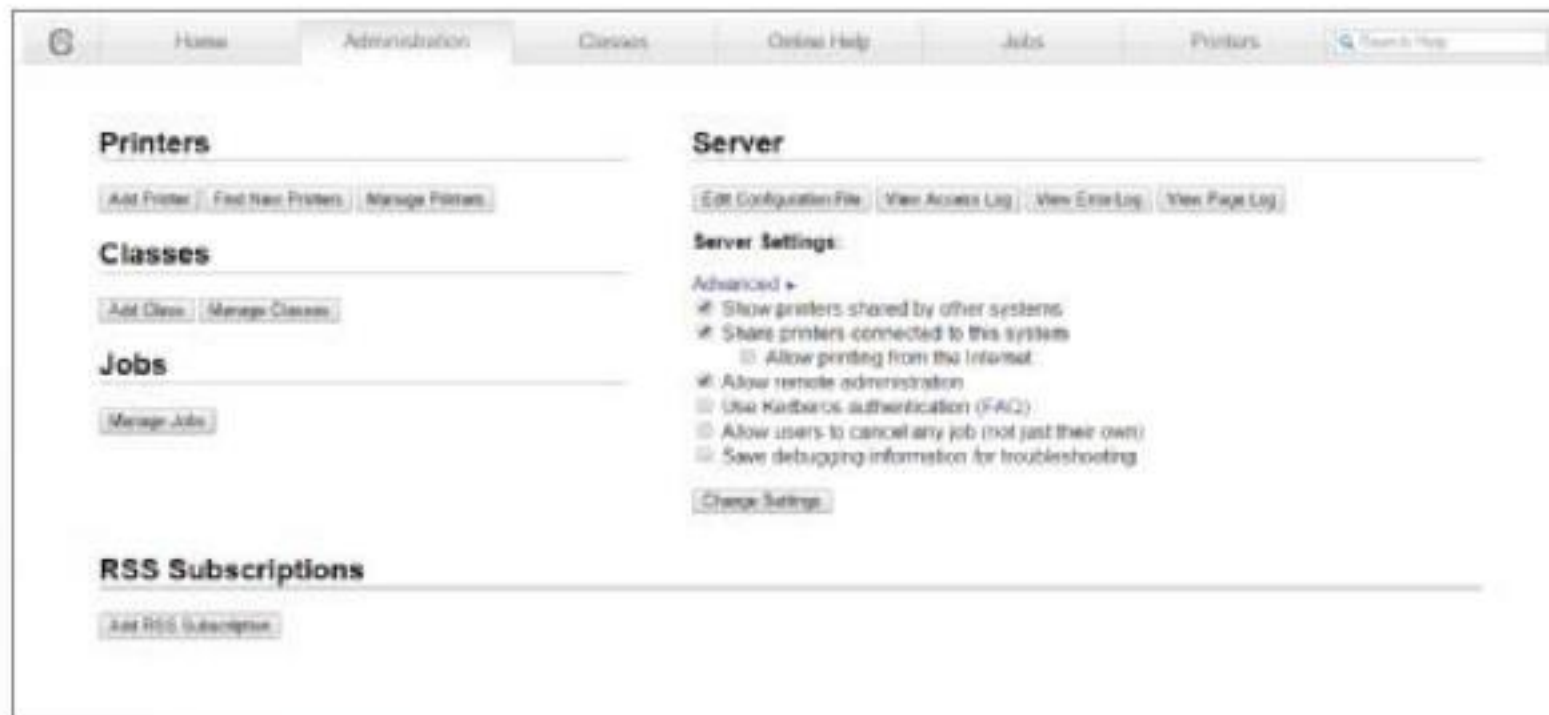 Home Administration Classes Online Help Jobs Printers Search Help
Printers
Add Printer Find New Printers Manage Printers
Classes
Add Class Manage Classes
Jobs
Manage Jobs
Server
Edit Configuration File View Access Log View Error Log View Page Log
Server Settings:
Advanced ▸
Show printers shared by other systems
Share printers connected to this system
Allow printing from the Internet
Allow remote administration
Use Kerberos authentication (FAQ)
Allow users to cancel any job (not just their own)
Save debugging information for troubleshooting
Change Settings
RSS Subscriptions
Add RSS Subscription